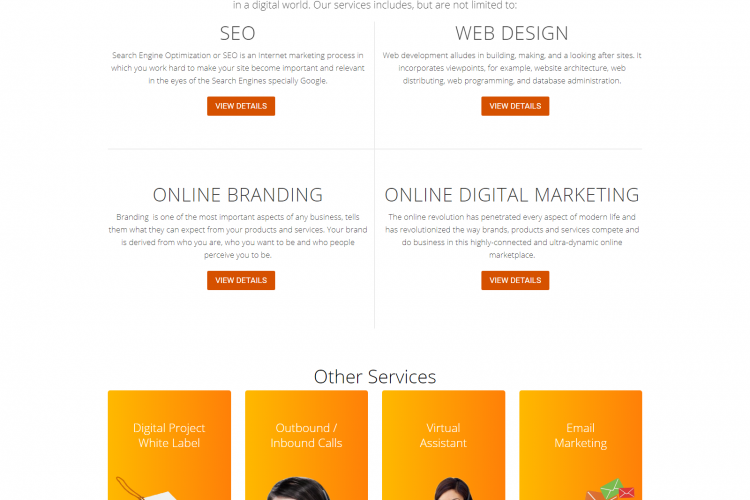 in a digital world. Our services includes, but are not limited to:
SEO
Search Engine Optimization or SEO is an internet marketing process in
which you work hard to make your site become important and relevant
in the eyes of the Search Engines specially Google.
VIEW DETAILS
WEB DESIGN
Web development alludes in building, making, and a looking after sites. It
incorporates viewpoints, for example, website architecture, web
distributing, web programming, and database administration.
VIEW DETAILS
ONLINE BRANDING
Branding  is one of the most important aspects of any business, tells
them what they can expect from your products and services. Your brand
is derived from who you are, who you want to be and who people
perceive you to be.
VIEW DETAILS
ONLINE DIGITAL MARKETING
The online revolution has penetrated every aspect of modern life and
has revolutionized the way brands, products and services compete and
do business in this highly-connected and ultra-dynamic online
marketplace.
VIEW DETAILS
Other Services
Digital Project
White Label
Outbound /
Inbound Calls
Virtual
Assistant
Email
Marketing